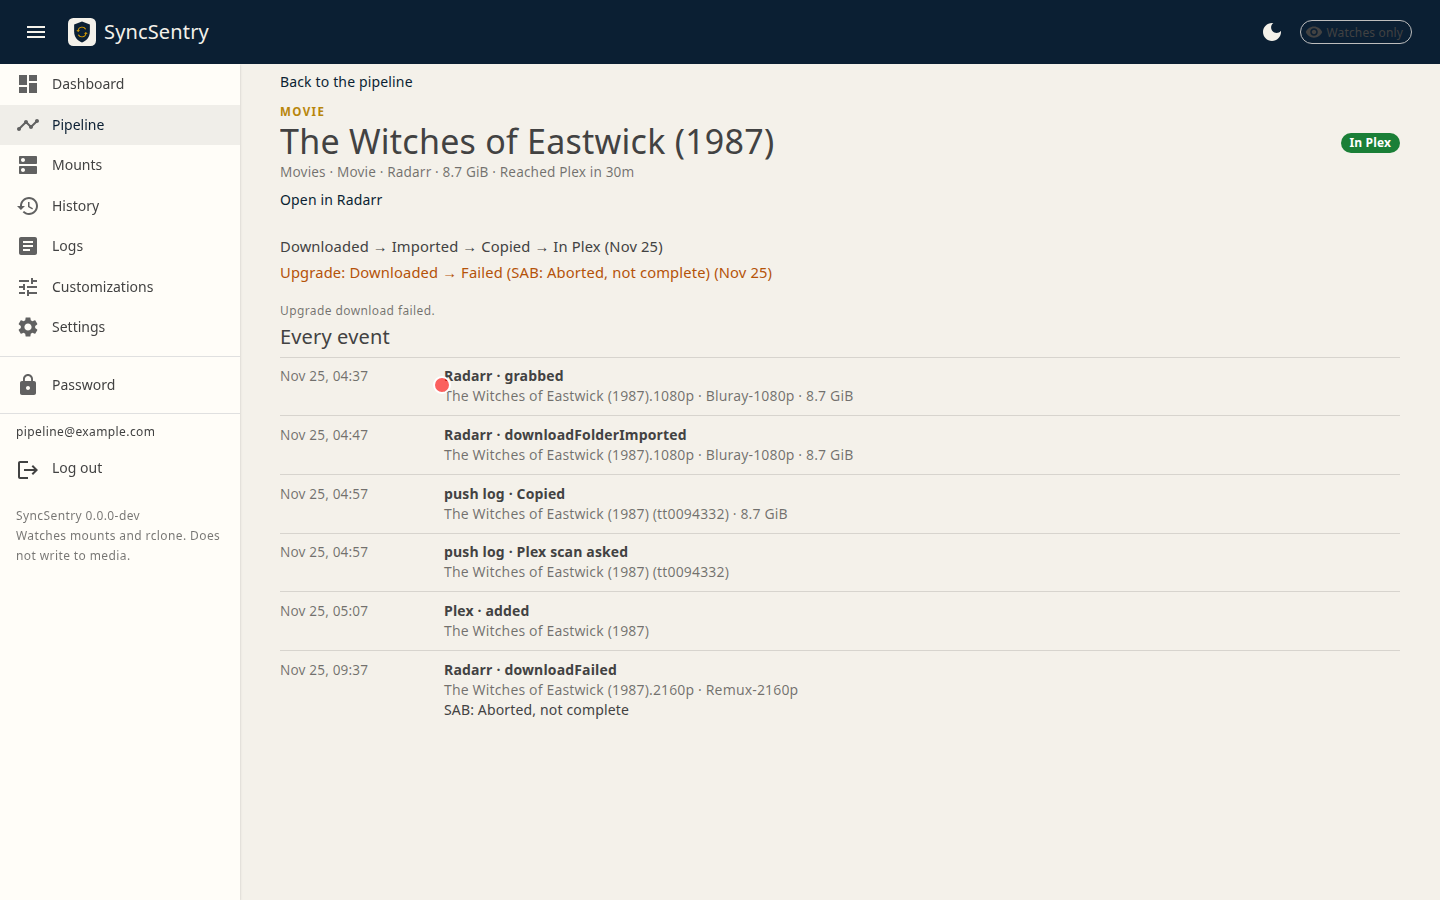 SyncSentry
Watches only
Dashboard
Pipeline
Mounts
History
Logs
Customizations
Settings
Password
pipeline@example.com
Log out
SyncSentry 0.0.0-dev
Watches mounts and rclone. Does
not write to media.
Back to the pipeline
MOVIE
The Witches of Eastwick (1987)
In Plex
Movies · Movie · Radarr · 8.7 GiB · Reached Plex in 30m
Open in Radarr
Downloaded → Imported → Copied → In Plex (Nov 25)
Upgrade: Downloaded → Failed (SAB: Aborted, not complete) (Nov 25)
Upgrade download failed.
Every event
Nov 25, 04:37 Radarr · grabbed
The Witches of Eastwick (1987).1080p · Bluray-1080p · 8.7 GiB
Nov 25, 04:47 Radarr · downloadFolderImported
The Witches of Eastwick (1987).1080p · Bluray-1080p · 8.7 GiB
Nov 25, 04:57 push log · Copied
The Witches of Eastwick (1987) (tt0094332) · 8.7 GiB
Nov 25, 04:57 push log · Plex scan asked
The Witches of Eastwick (1987) (tt0094332)
Nov 25, 05:07 Plex · added
The Witches of Eastwick (1987)
Nov 25, 09:37 Radarr · downloadFailed
The Witches of Eastwick (1987).2160p · Remux-2160p
SAB: Aborted, not complete